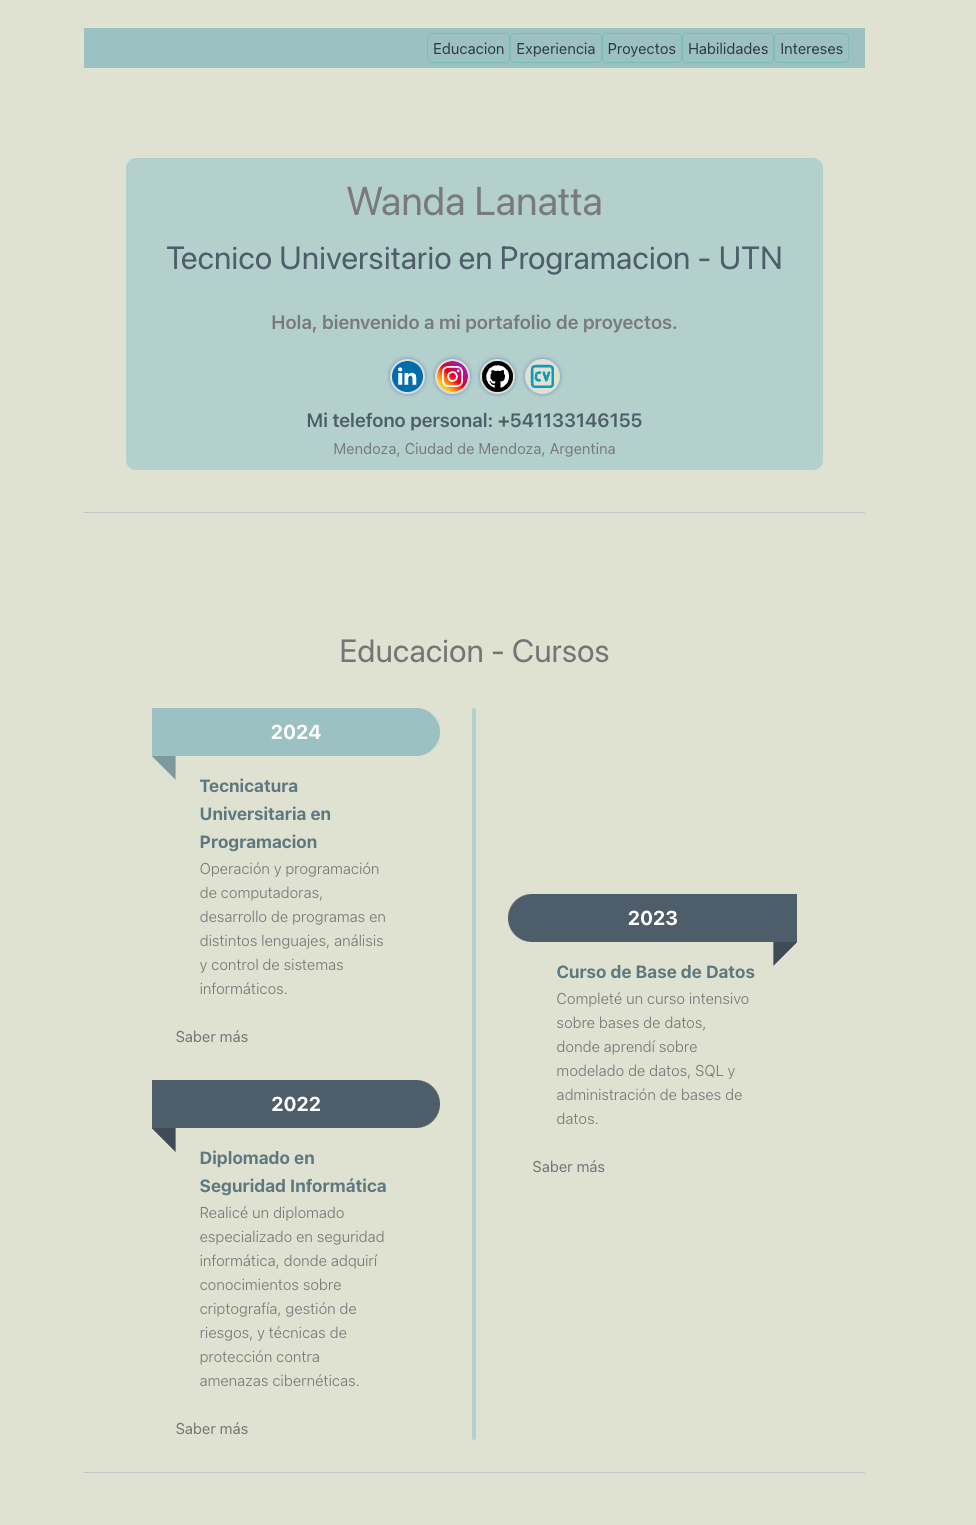 Educacion Experiencia Proyectos Habilidades Intereses
Wanda Lanatta
Tecnico Universitario en Programacion - UTN
Hola, bienvenido a mi portafolio de proyectos.
in CV
Mi telefono personal: +541133146155
Mendoza, Ciudad de Mendoza, Argentina
Educacion - Cursos
2024
Tecnicatura
Universitaria en
Programacion
Operación y programación
de computadoras,
desarrollo de programas en
distintos lenguajes, análisis
y control de sistemas
informáticos.
Saber más
2023
Curso de Base de Datos
Completé un curso intensivo
sobre bases de datos,
donde aprendí sobre
modelado de datos, SQL y
administración de bases de
datos.
Saber más
2022
Diplomado en
Seguridad Informática
Realicé un diplomado
especializado en seguridad
informática, donde adquirí
conocimientos sobre
criptografía, gestión de
riesgos, y técnicas de
protección contra
amenazas cibernéticas.
Saber más